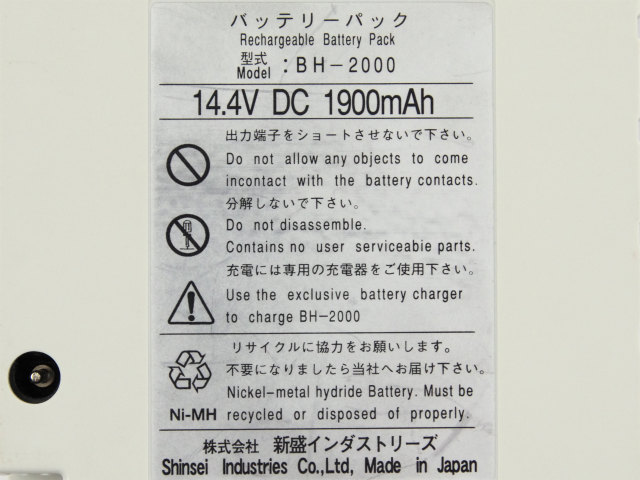 バッテリーパック
Rechargeable Battery Pack
型式
Model : BH-2000
14.4V DC 1900mAh
出力端子をショートさせないで下さい。
Do not allow any objects to come
incontact with the battery contacts.
分解しないで下さい。
Do not disassemble.
Contains no user serviceabie parts.
充電には専用の充電器をご使用下さい。
Use the exclusive battery charger
to charge BH-2000
リサイクルに協力をお願いします。
不要になりましたら当社へお届け下さい。
Nickel-metal hydride Battery. Must be
Ni-MH recycled or disposed of properly.
株式会社 新盛インダストリーズ
Shinsei Industries Co.,Ltd, Made in Japan